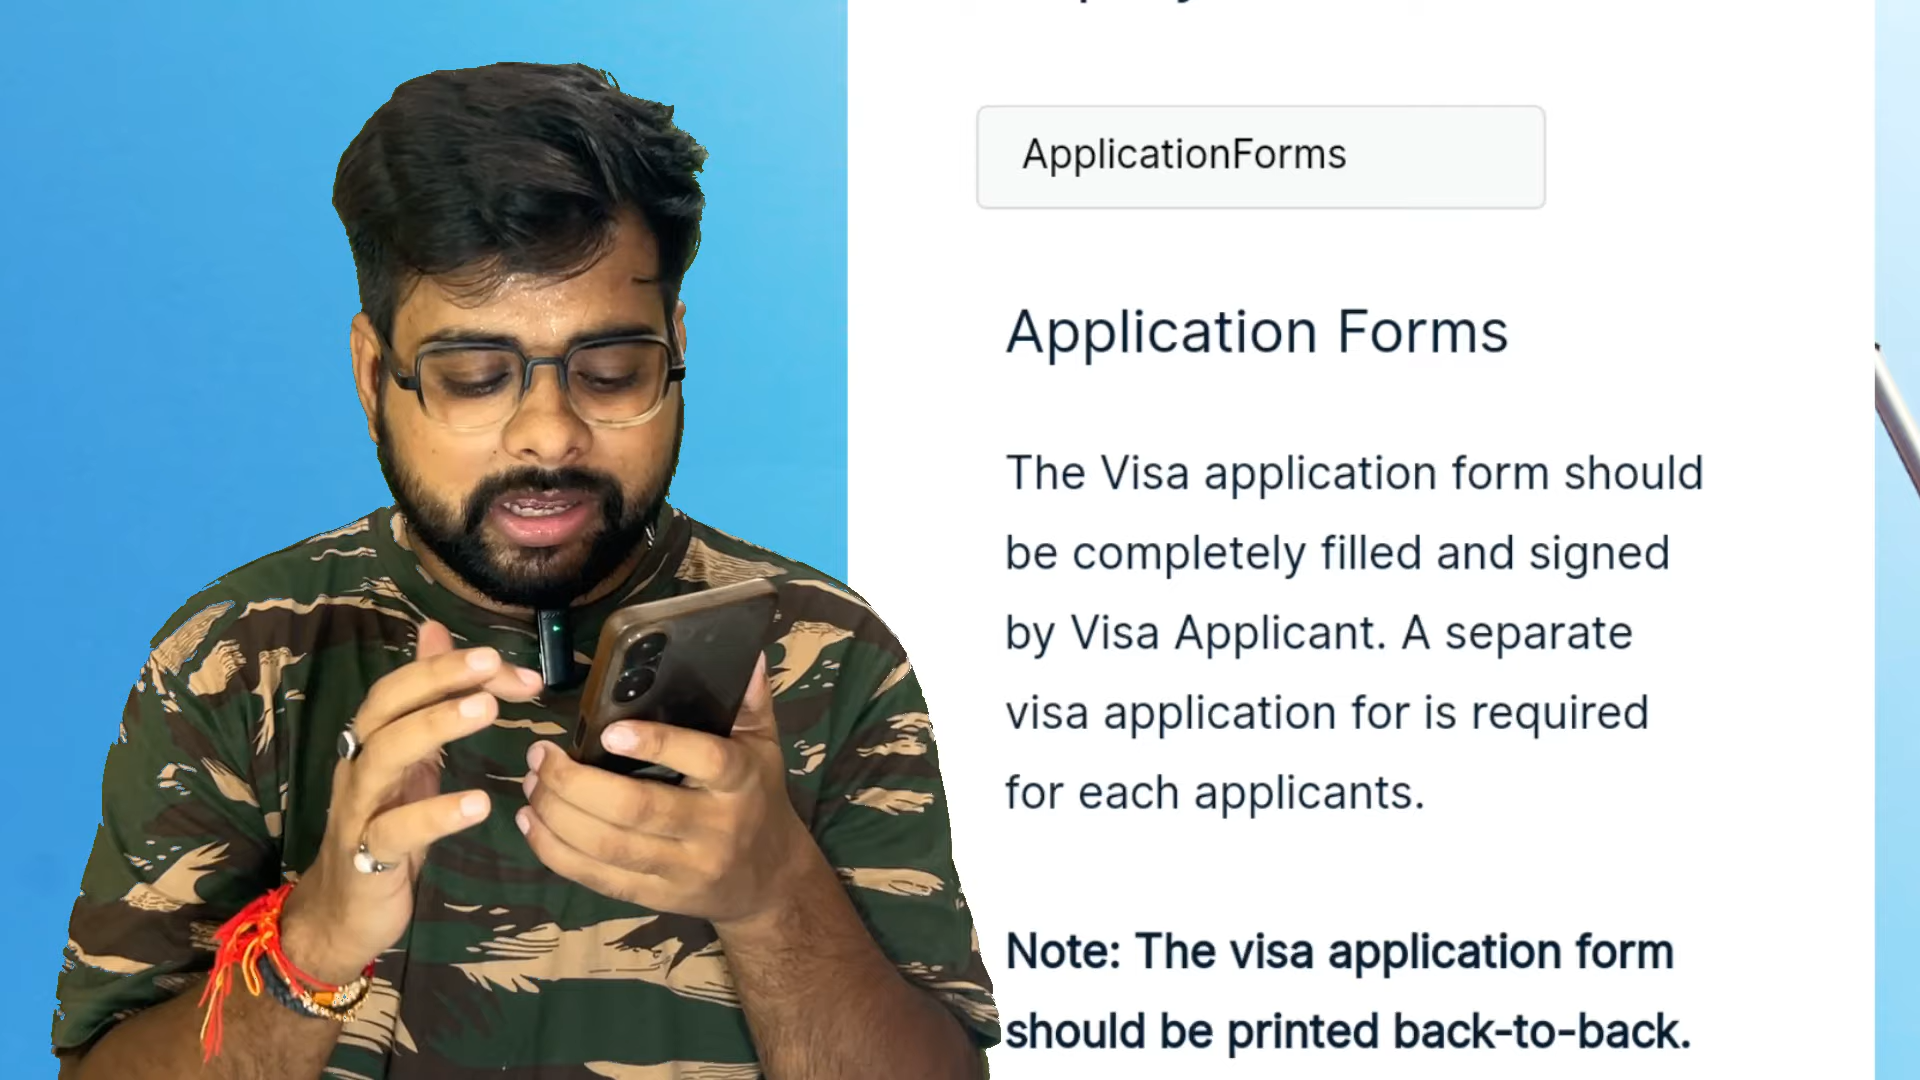 ApplicationForms
Application Forms
The Visa application form should
be completely filled and signed
by Visa Applicant. A separate
visa application for is required
for each applicants.
Note: The visa application form
should be printed back-to-back.